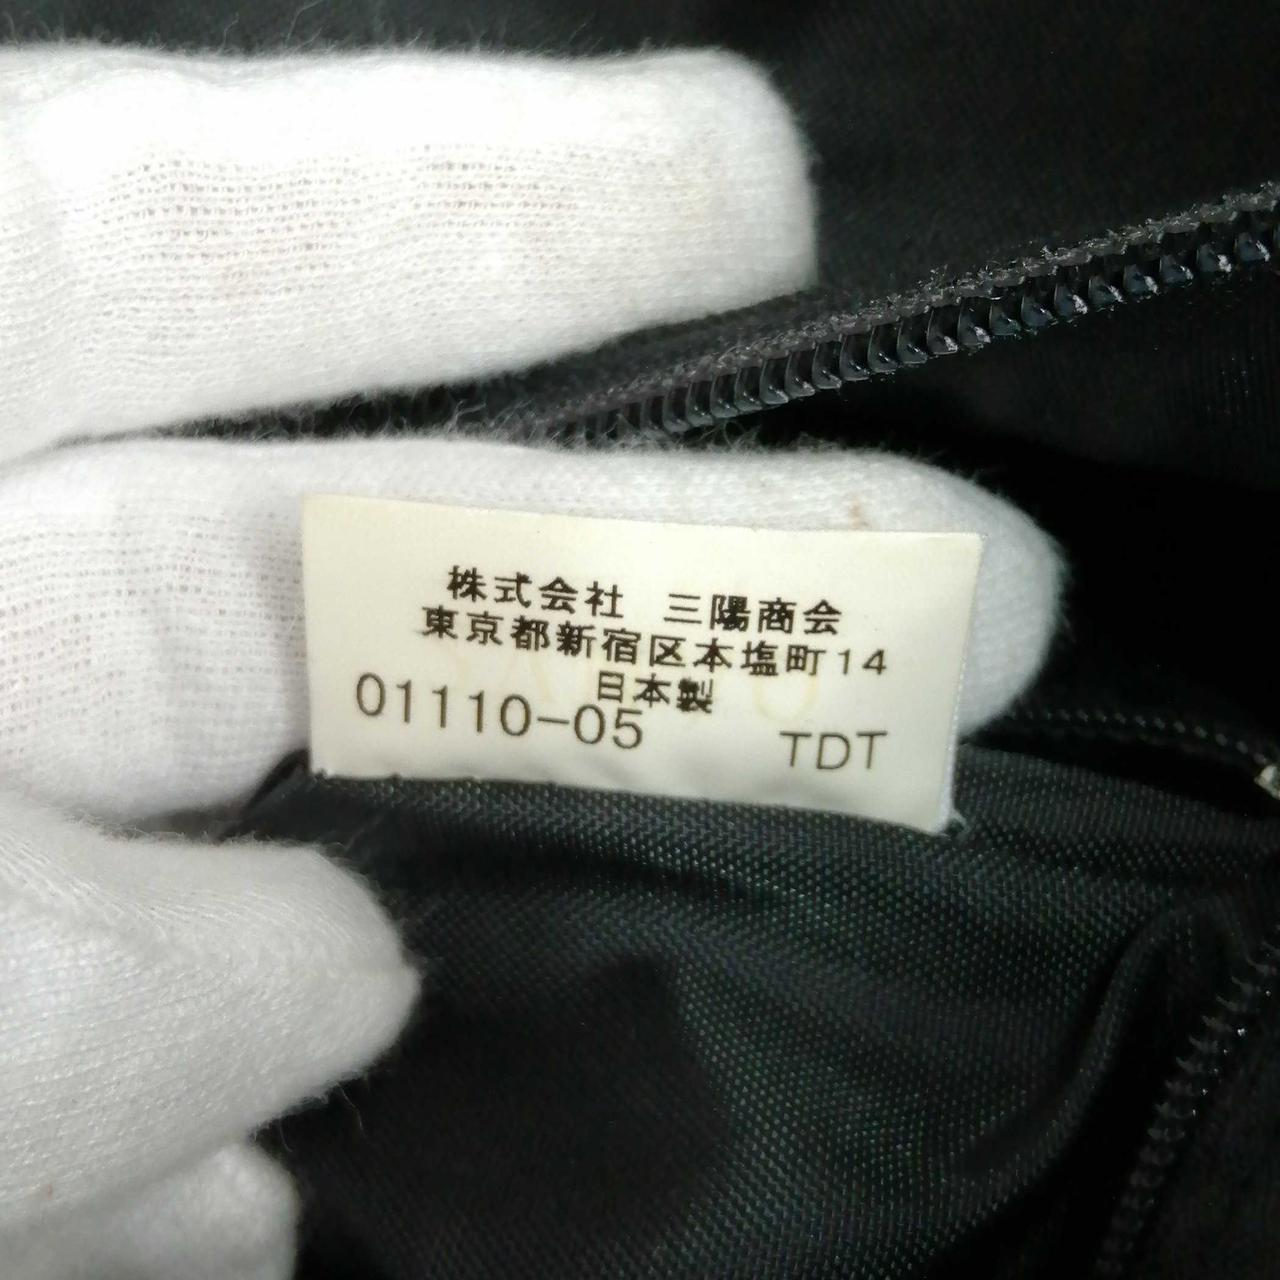 株式会社　三陽商会
東京都新宿区本塩町14
日本製
01110-05 TDT